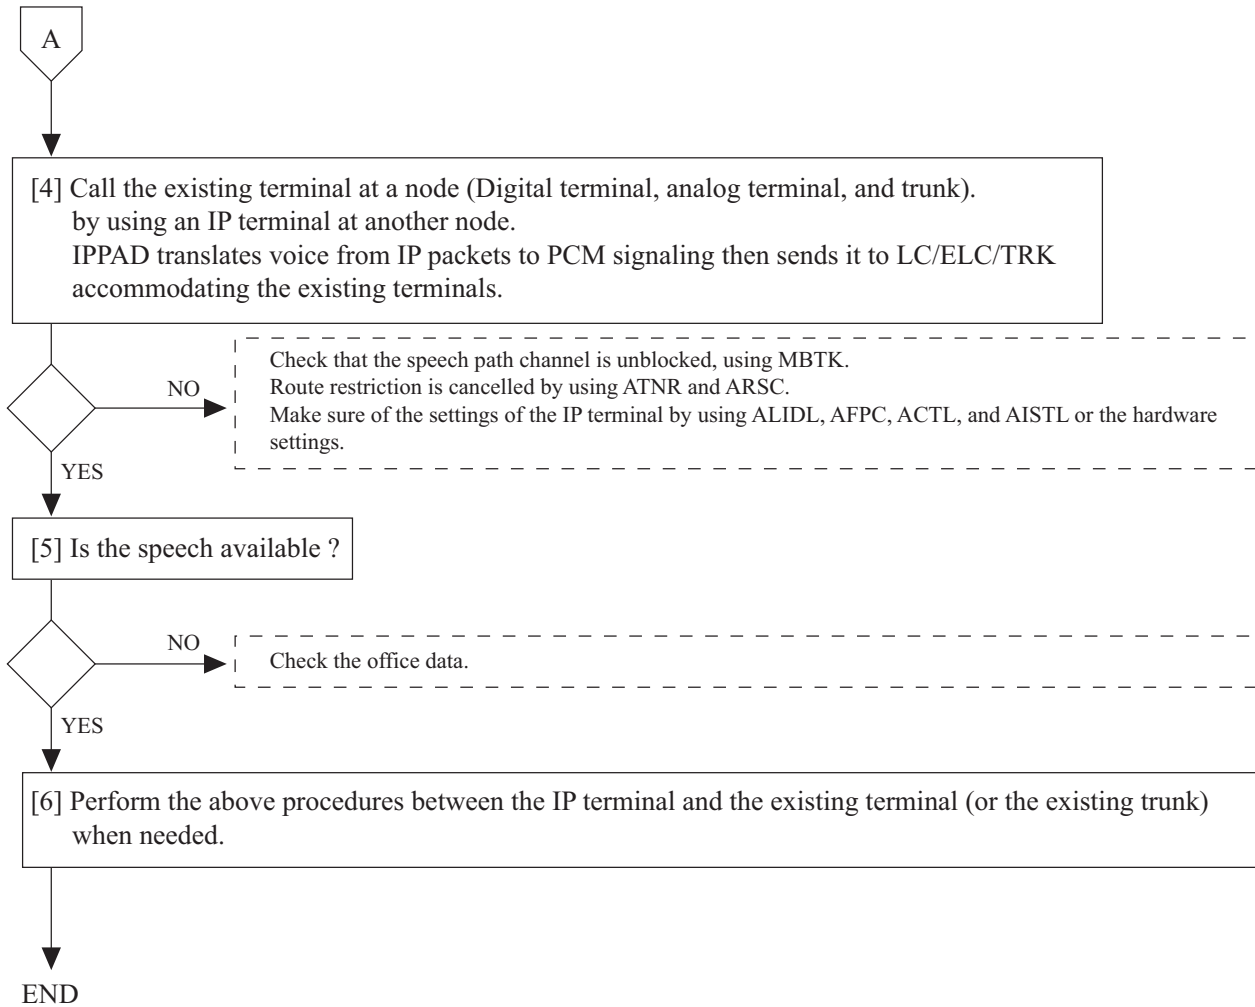 A
[4] Call the existing terminal at a node (Digital terminal, analog terminal, and trunk).
by using an IP terminal at another node.
IPPAD translates voice from IP packets to PCM signaling then sends it to LC/ELC/TRK
accommodating the existing terminals.
NO
Check that the speech path channel is unblocked, using MBTK.
Route restriction is cancelled by using ATNR and ARSC.
Make sure of the settings of the IP terminal by using ALIDL, AFPC, ACTL, and AISTL or the hardware
settings.
YES
[5] Is the speech available ?
NO
Check the office data.
YES
[6] Perform the above procedures between the IP terminal and the existing terminal (or the existing trunk)
when needed.
END